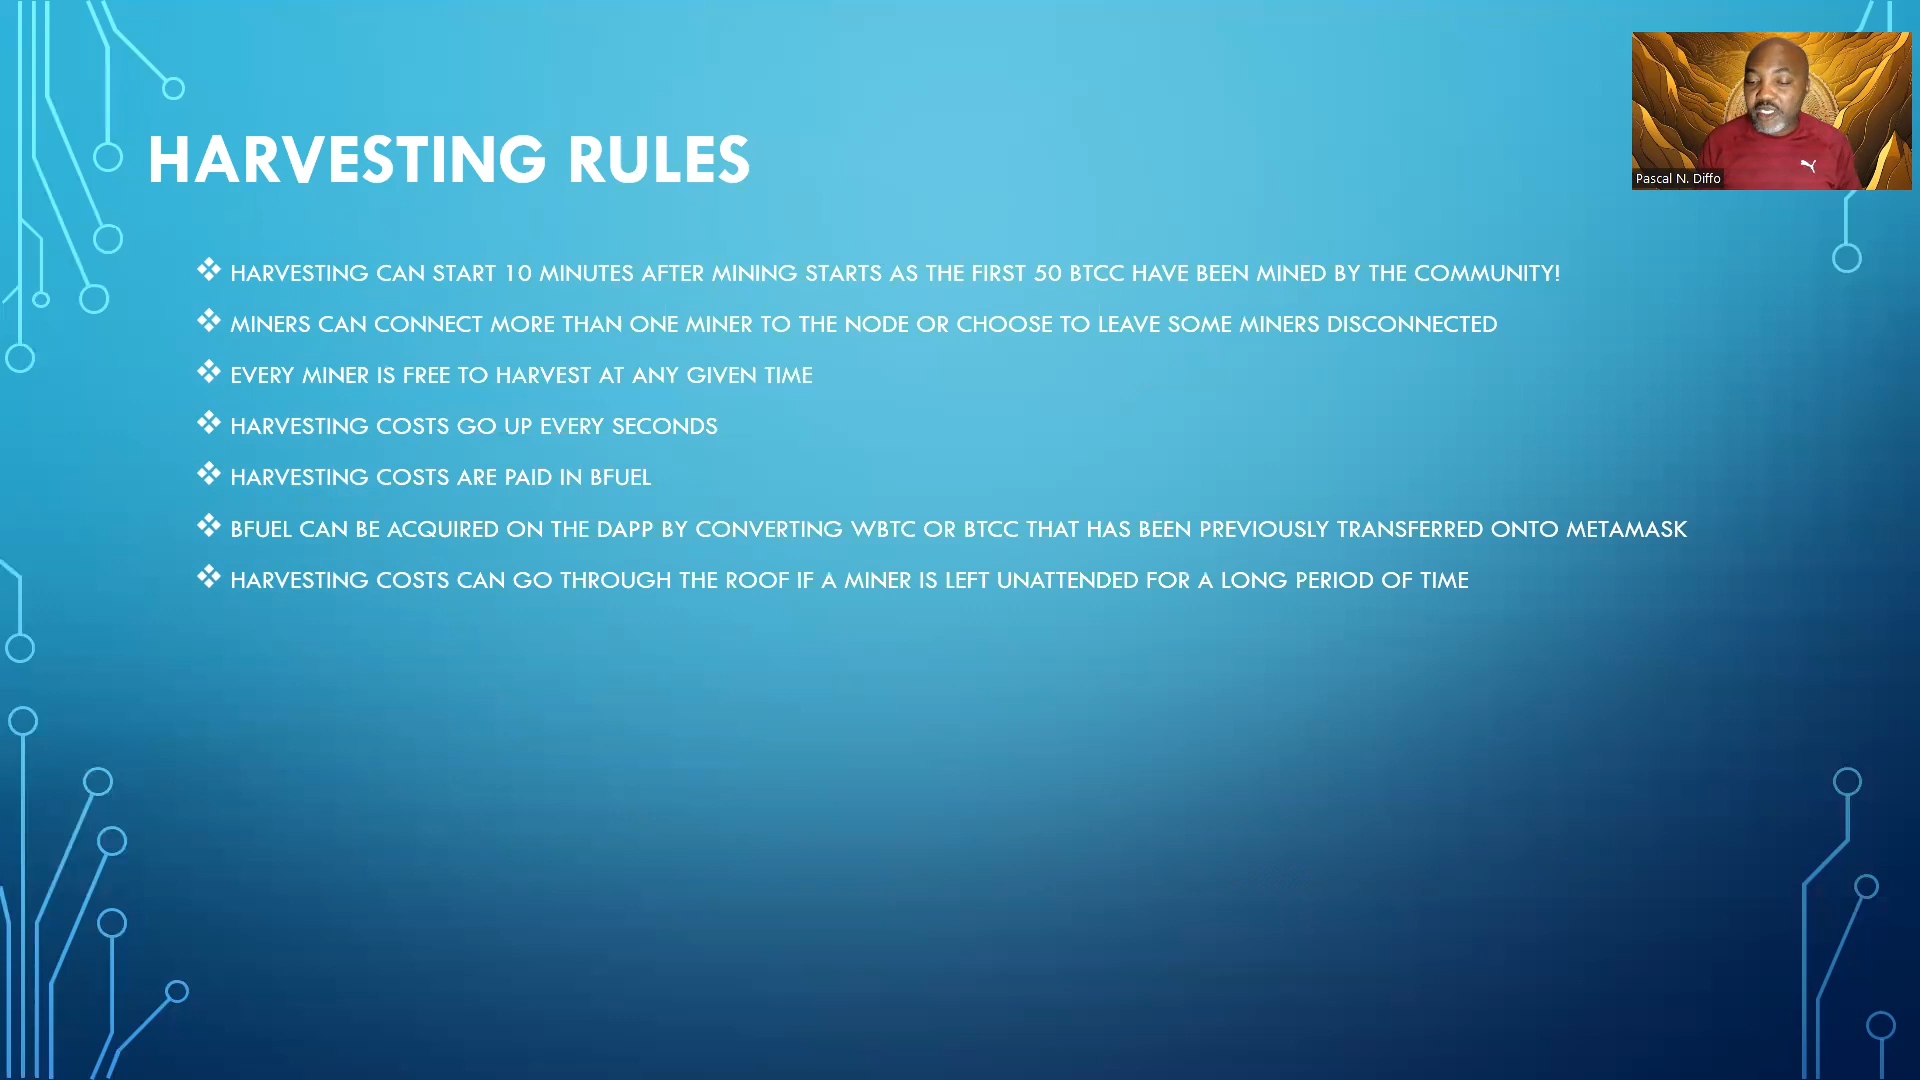 HARVESTING RULES
HARVESTING CAN START 10 MINUTES AFTER MINING STARTS AS THE FIRST 50 BTCC HAVE BEEN MINED BY THE COMMUNITY!
MINERS CAN CONNECT MORE THAN ONE MINER TO THE NODE OR CHOOSE TO LEAVE SOME MINERS DISCONNECTED
EVERY MINER IS FREE TO HARVEST AT ANY GIVEN TIME
HARVESTING COSTS GO UP EVERY SECONDS
HARVESTING COSTS ARE PAID IN BFUEL
BFUEL CAN BE ACQUIRED ON THE DAPP BY CONVERTING WBTC OR BTCC THAT HAS BEEN PREVIOUSLY TRANSFERRED ONTO METAMASK
HARVESTING COSTS CAN GO THROUGH THE ROOF IF A MINER IS LEFT UNATTENDED FOR A LONG PERIOD OF TIME
Pascal N. Diffo